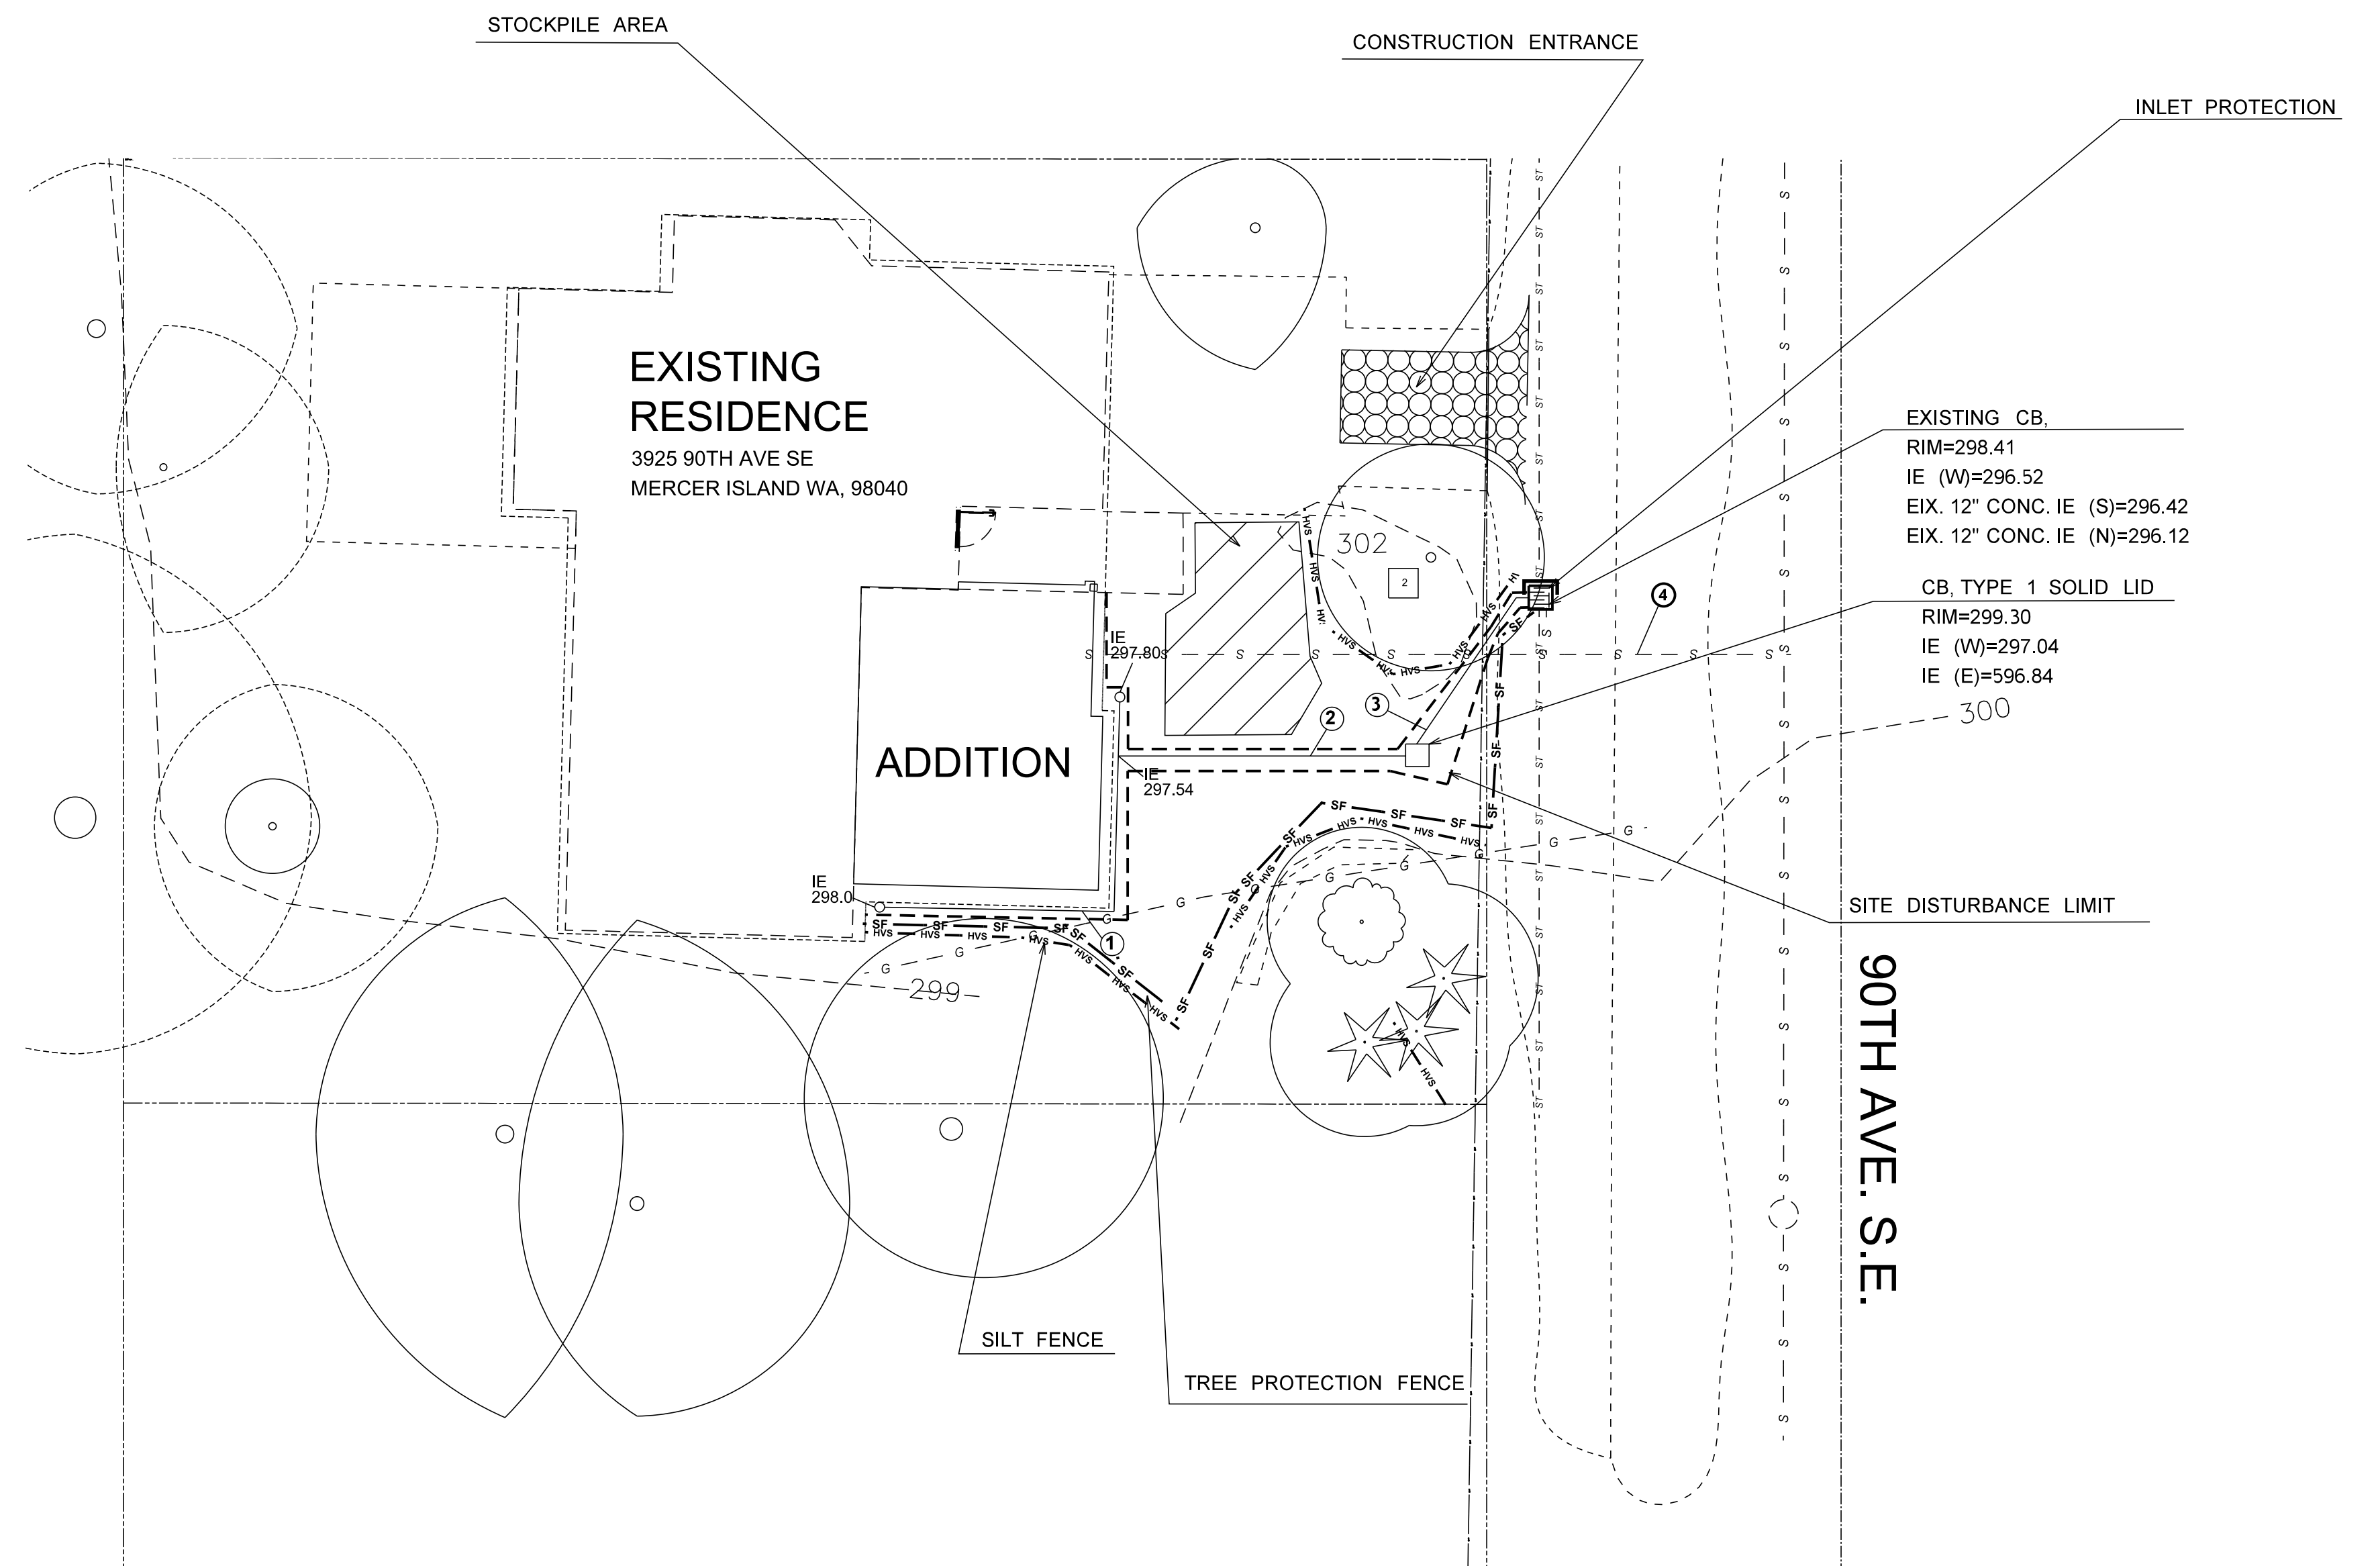 STOCKPILE AREA
CONSTRUCTION ENTRANCE
INLET PROTECTION
EXISTING
RESIDENCE
3925 90TH AVE SE
MERCER ISLAND WA, 98040
EXISTING CB,
RIM=298.41
IE (W)=296.52
EIX. 12" CONC. IE (S)=296.42
EIX. 12" CONC. IE (N)=296.12
302
2
CB, TYPE 1 SOLID LID
RIM=299.30
IE (W)=297.04
IE (E)=596.84
4
IE
297.80
300
3
2
ADDITION
IE
297.54
IE
298.0
1
299
SITE DISTURBANCE LIMIT
90TH AVE. S.E.
SILT FENCE
TREE PROTECTION FENCE
ST
S
G
SF
HVS